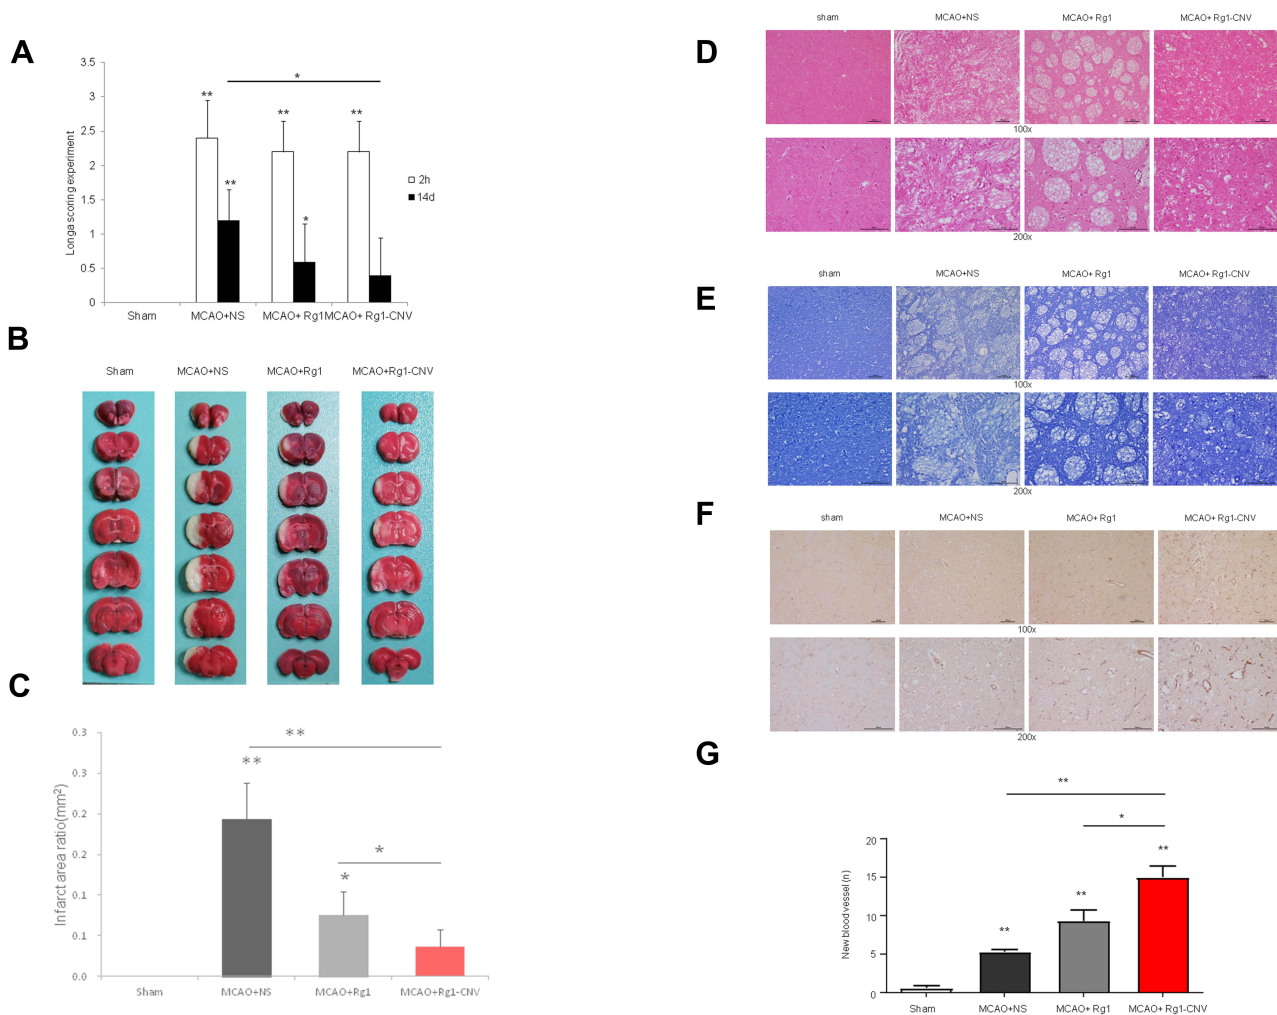 A
3.5
3
2.5
2
1.5
1
0.5
0
Longa scoring experiment
*
**
**
**
**
*
2h
14d
Sham
MCAO+NS
MCAO+ Rg1
MCAO+ Rg1-CNV
B
Sham
MCAO+NS
MCAO+Rg1
MCAO+Rg1-CNV
C
0.3
0.3
0.2
0.2
0.1
0.1
0.0
Infarct area ratio(mm²)
**
**
*
*
Sham
MCAO+NS
MCAO+Rg1
MCAO+Rg1-CNV
D
sham
MCAO+NS
MCAO+ Rg1
MCAO+ Rg1-CNV
100x
200x
E
sham
MCAO+NS
MCAO+ Rg1
MCAO+ Rg1-CNV
100x
200x
F
sham
MCAO+NS
MCAO+ Rg1
MCAO+ Rg1-CNV
100x
200x
G
20
15
10
5
0
New blood vessel (n)
**
*
**
**
**
Sham
MCAO+NS
MCAO+ Rg1
MCAO+ Rg1-CNV